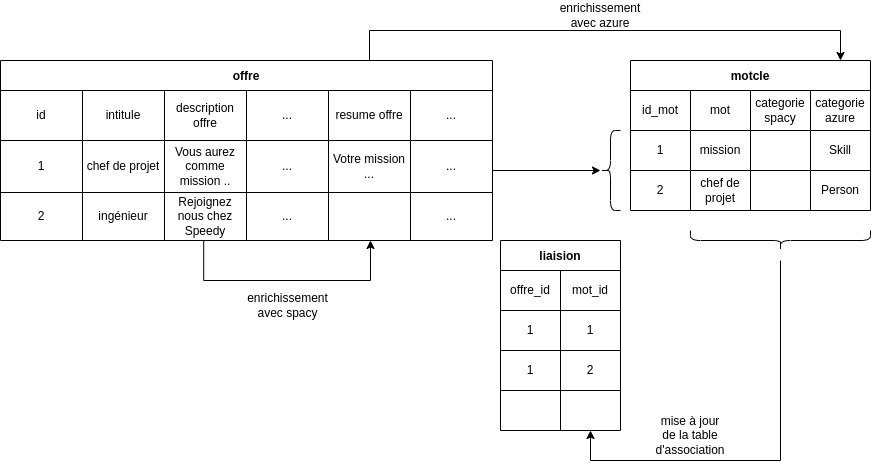 enrichissement
avec azure
offre
id
intitule
description
offre
...
resume offre
...
1
chef de projet
Vous aurez
comme
mission ..
...
Votre mission
...
...
2
ingénieur
Rejoignez
nous chez
Speedy
...
...
enrichissement
avec spacy
motcle
id_mot
mot
categorie
spacy
categorie
azure
1
mission
Skill
2
chef de
projet
Person
liaision
offre_id
mot_id
1
1
1
2
mise à jour
de la table
d'association